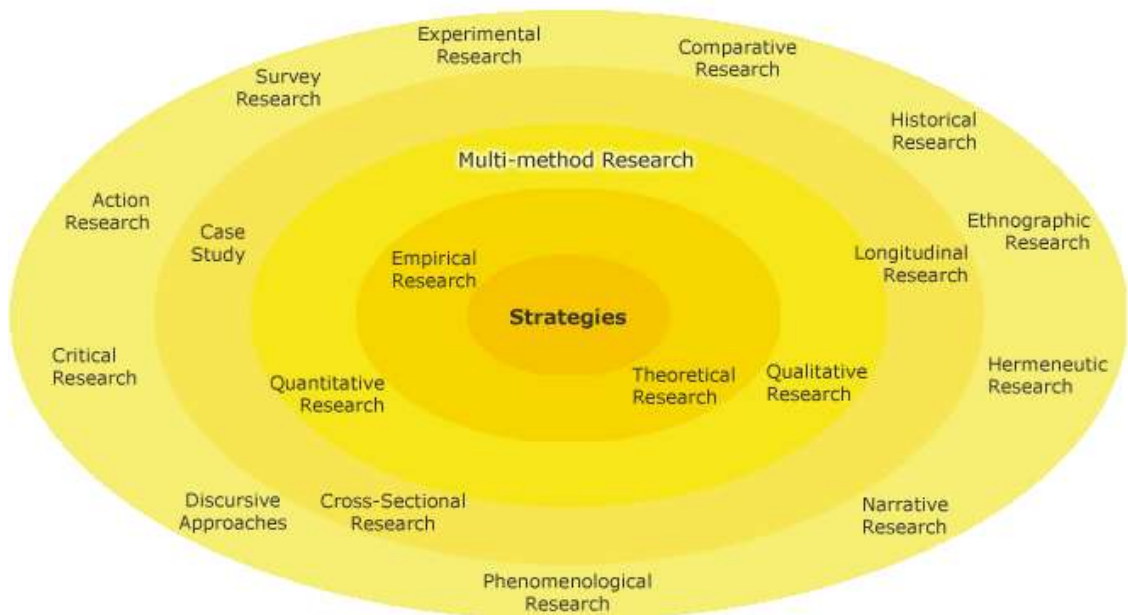 Experimental
Research
Comparative
Research
Survey
Research
Historical
Research
Multi-method Research
Action
Research
Case
Study
Empirical
Research
Longitudinal
Research
Ethnographic
Research
Strategies
Critical
Research
Quantitative
Research
Theoretical
Research
Qualitative
Research
Hermeneutic
Research
Discursive
Approaches
Cross-Sectional
Research
Narrative
Research
Phenomenological
Research